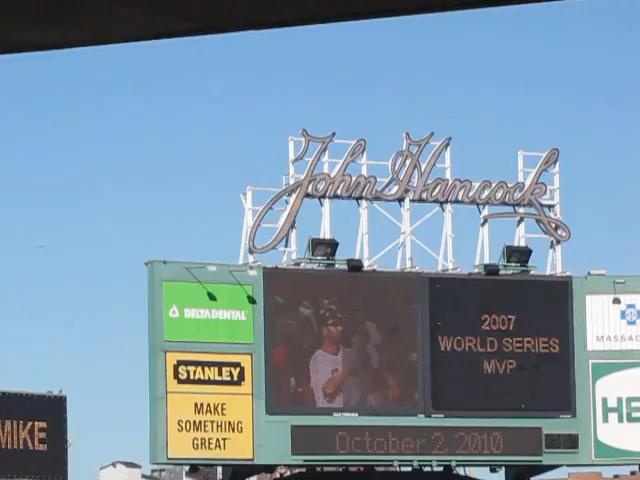 John Hancock
DELTA DENTAL
STANLEY
MAKE
SOMETHING
GREAT
2007
WORLD SERIES
MVP
October 2, 2010
MIKE
MASSAC
HE